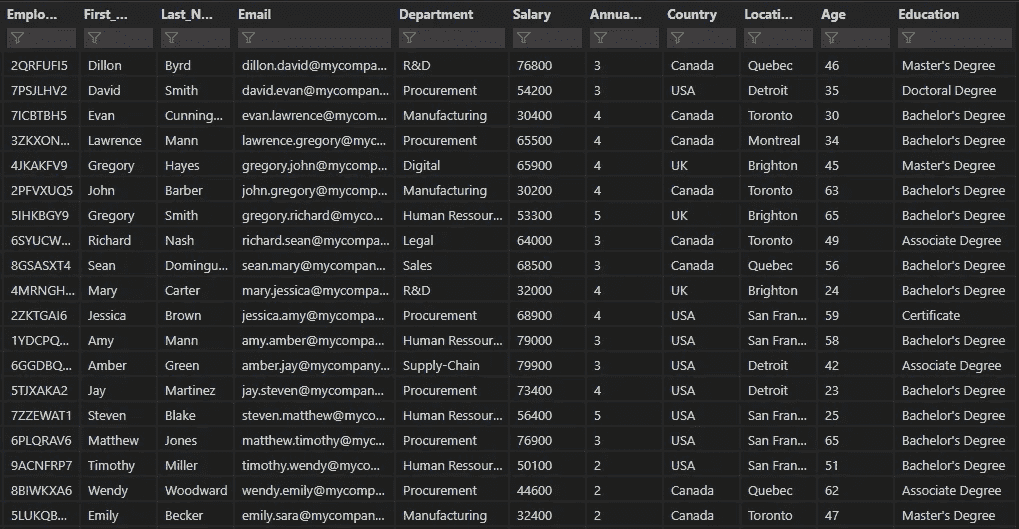 Emplo... First_... Last_N... Email Department Salary Annua... Country Locati... Age Education
2QRFUFI5 Dillon Byrd dillon.david@mycompa... R&D 76800 3 Canada Quebec 46 Master's Degree
7PSJLHV2 David Smith david.evan@mycompan... Procurement 54200 3 USA Detroit 35 Doctoral Degree
7ICBTBH5 Evan Cunning... evan.lawrence@mycom... Manufacturing 30400 4 Canada Toronto 30 Bachelor's Degree
3ZKXON... Lawrence Mann lawrence.gregory@myc... Procurement 65500 4 Canada Montreal 34 Bachelor's Degree
4JKAKFV9 Gregory Hayes gregory.john@mycomp... Digital 65900 4 UK Brighton 45 Master's Degree
2PFVXUQ5 John Barber john.gregory@mycomp... Manufacturing 30200 4 Canada Toronto 63 Bachelor's Degree
5IHKBGY9 Gregory Smith gregory.richard@myco... Human Ressour... 53300 5 UK Brighton 65 Bachelor's Degree
6SYUCW... Richard Nash richard.sean@mycompa... Legal 64000 3 Canada Toronto 49 Associate Degree
8GSASXT4 Sean Domingu... sean.mary@mycompan... Sales 68500 3 Canada Quebec 56 Bachelor's Degree
4MRNGH... Mary Carter mary.jessica@mycompa... R&D 32000 4 UK Brighton 24 Bachelor's Degree
2ZKTGAI6 Jessica Brown jessica.amy@mycompa... Procurement 68900 4 USA San Fran... 59 Certificate
1YDCPQ... Amy Mann amy.amber@mycompa... Human Ressour... 79000 3 USA San Fran... 58 Bachelor's Degree
6GGDBQ... Amber Green amber.jay@mycompany... Supply-Chain 79900 3 USA Detroit 42 Associate Degree
5TJXAKA2 Jay Martinez jay.steven@mycompan... Procurement 73400 4 USA Detroit 23 Bachelor's Degree
7ZZEWAT1 Steven Blake steven.matthew@myco... Human Ressour... 56400 5 USA San Fran... 25 Bachelor's Degree
6PLQRAV6 Matthew Jones matthew.timothy@myc... Procurement 76900 3 USA San Fran... 65 Bachelor's Degree
9ACNFRP7 Timothy Miller timothy.wendy@myco... Human Ressour... 50100 2 USA San Fran... 51 Bachelor's Degree
8BIWKXA6 Wendy Woodward wendy.emily@mycomp... Procurement 44600 2 Canada Quebec 62 Associate Degree
5LUKQB... Emily Becker emily.sara@mycompan... Manufacturing 32400 2 Canada Toronto 47 Master's Degree